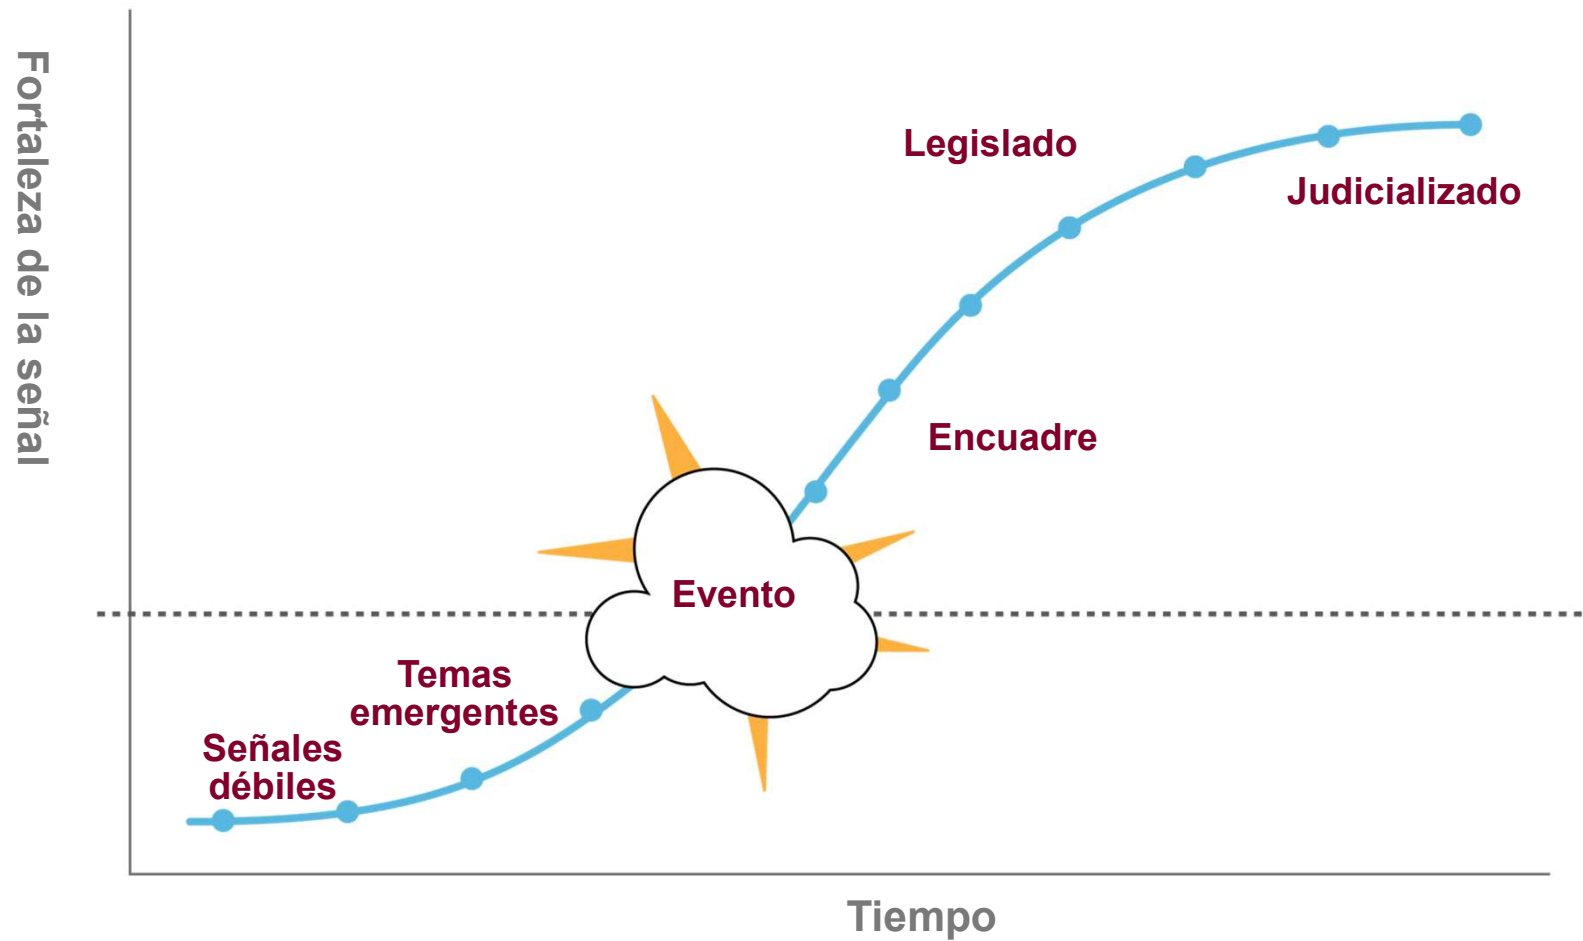 Fortaleza de la señal
Legislado
Judicializado
Encuadre
Evento
Temas
emergentes
Señales
débiles
Tiempo